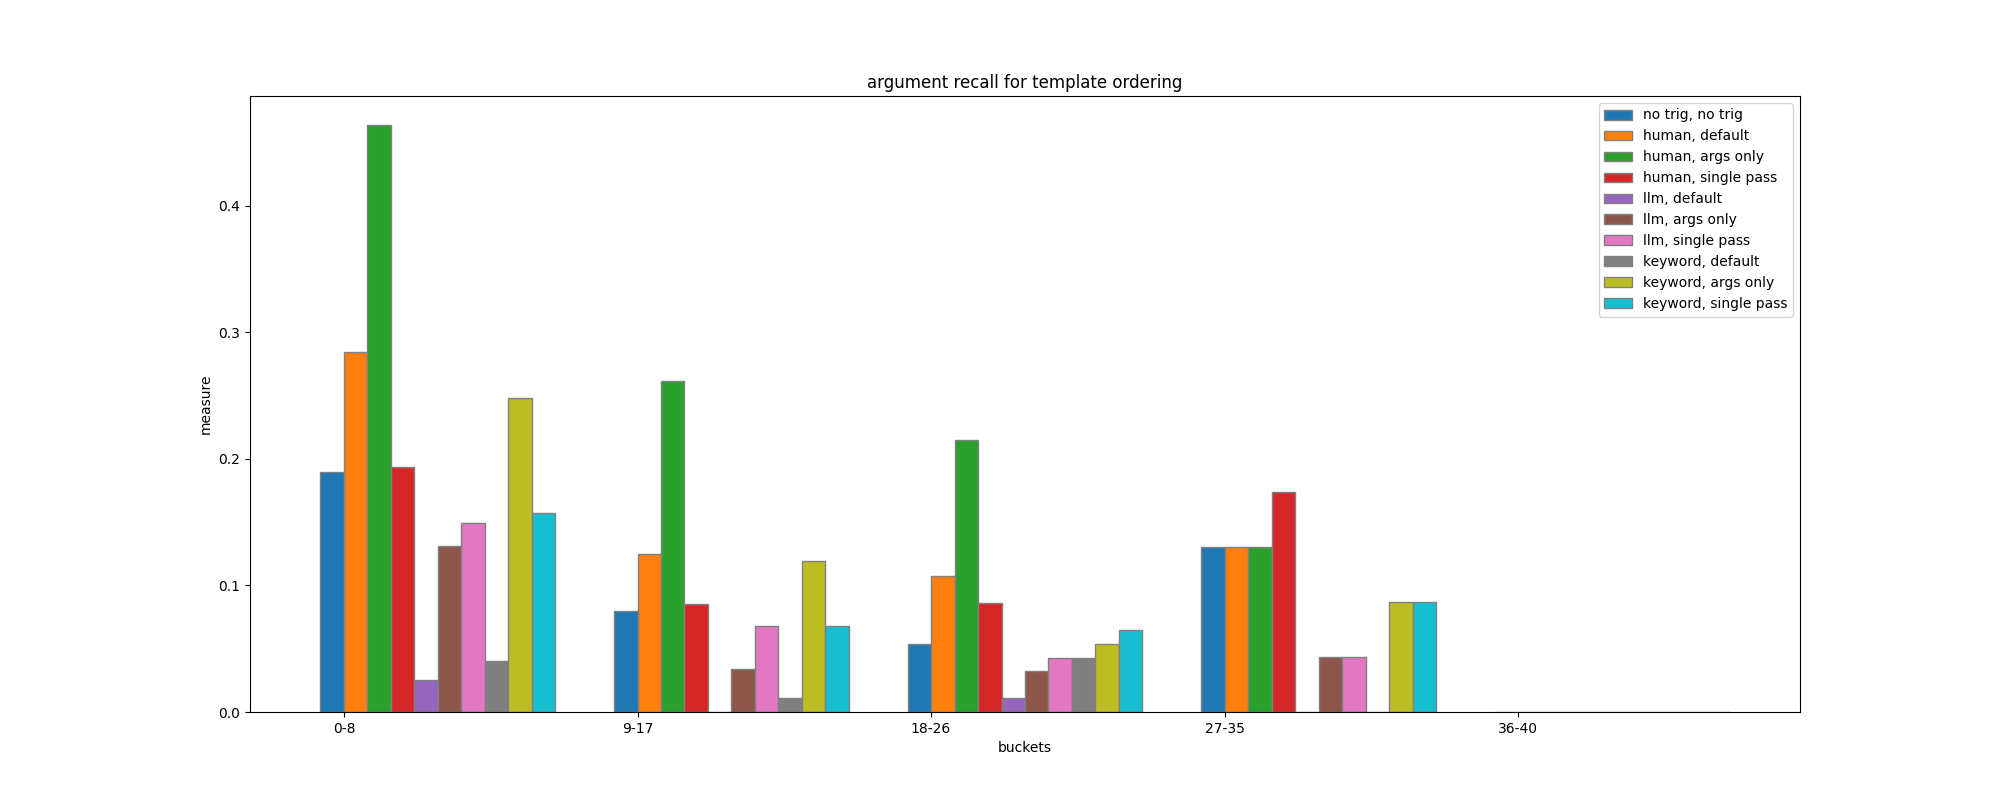 argument recall for template ordering
measure
0.4
0.3
0.2
0.1
0.0
no trig, no trig
human, default
human, args only
human, single pass
llm, default
llm, args only
llm, single pass
keyword, default
keyword, args only
keyword, single pass
0-8
9-17
18-26
27-35
36-40
buckets